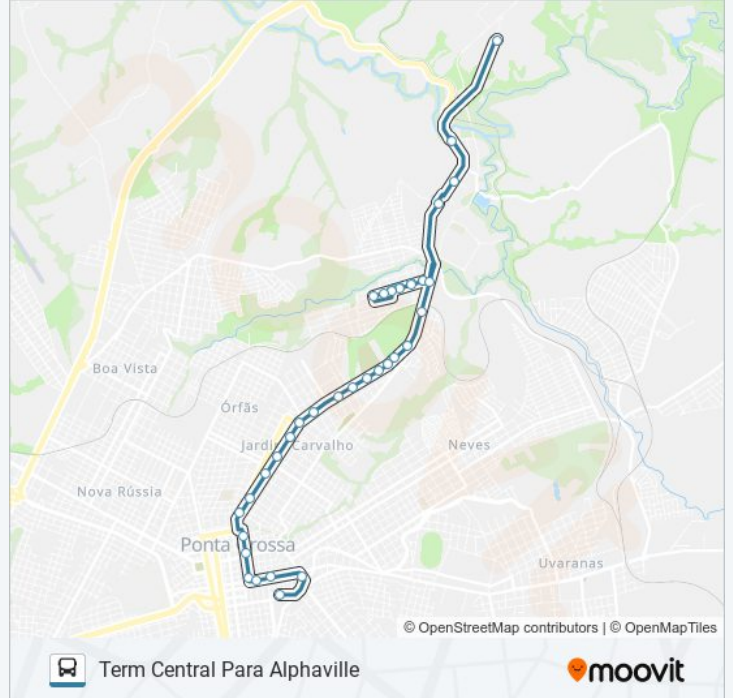 Boa Vista
Órfãs
Jardim Carvalho
Neves
Nova Rússia
Ponta Grossa
Uvaranas
© OpenStreetMap contributors | © OpenMapTiles
Term Central Para Alphaville
moovit